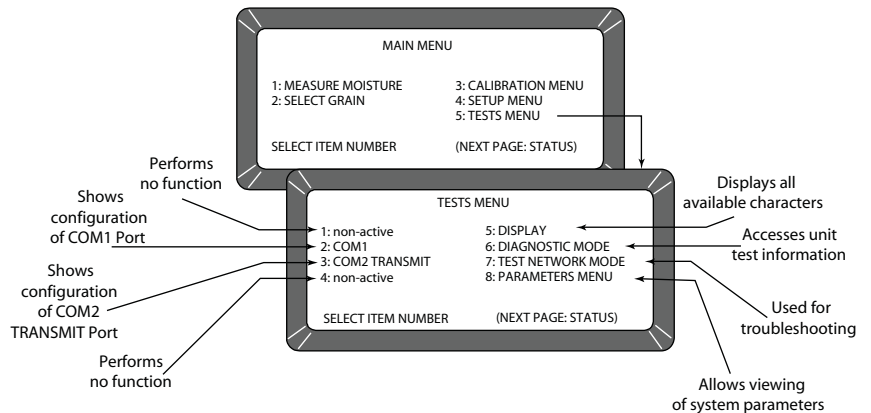 MAIN MENU
1: MEASURE MOISTURE
2: SELECT GRAIN
3: CALIBRATION MENU
4: SETUP MENU
5: TESTS MENU
SELECT ITEM NUMBER (NEXT PAGE: STATUS)
TESTS MENU
1: non-active
2: COM1
3: COM2 TRANSMIT
4: non-active
5: DISPLAY
6: DIAGNOSTIC MODE
7: TEST NETWORK MODE
8: PARAMETERS MENU
SELECT ITEM NUMBER (NEXT PAGE: STATUS)
Performs
no function
Shows
configuration
of COM1 Port
Shows
configuration
of COM2
TRANSMIT Port
Performs
no function
Displays all
available characters
Accesses unit
test information
Used for
troubleshooting
Allows viewing
of system parameters